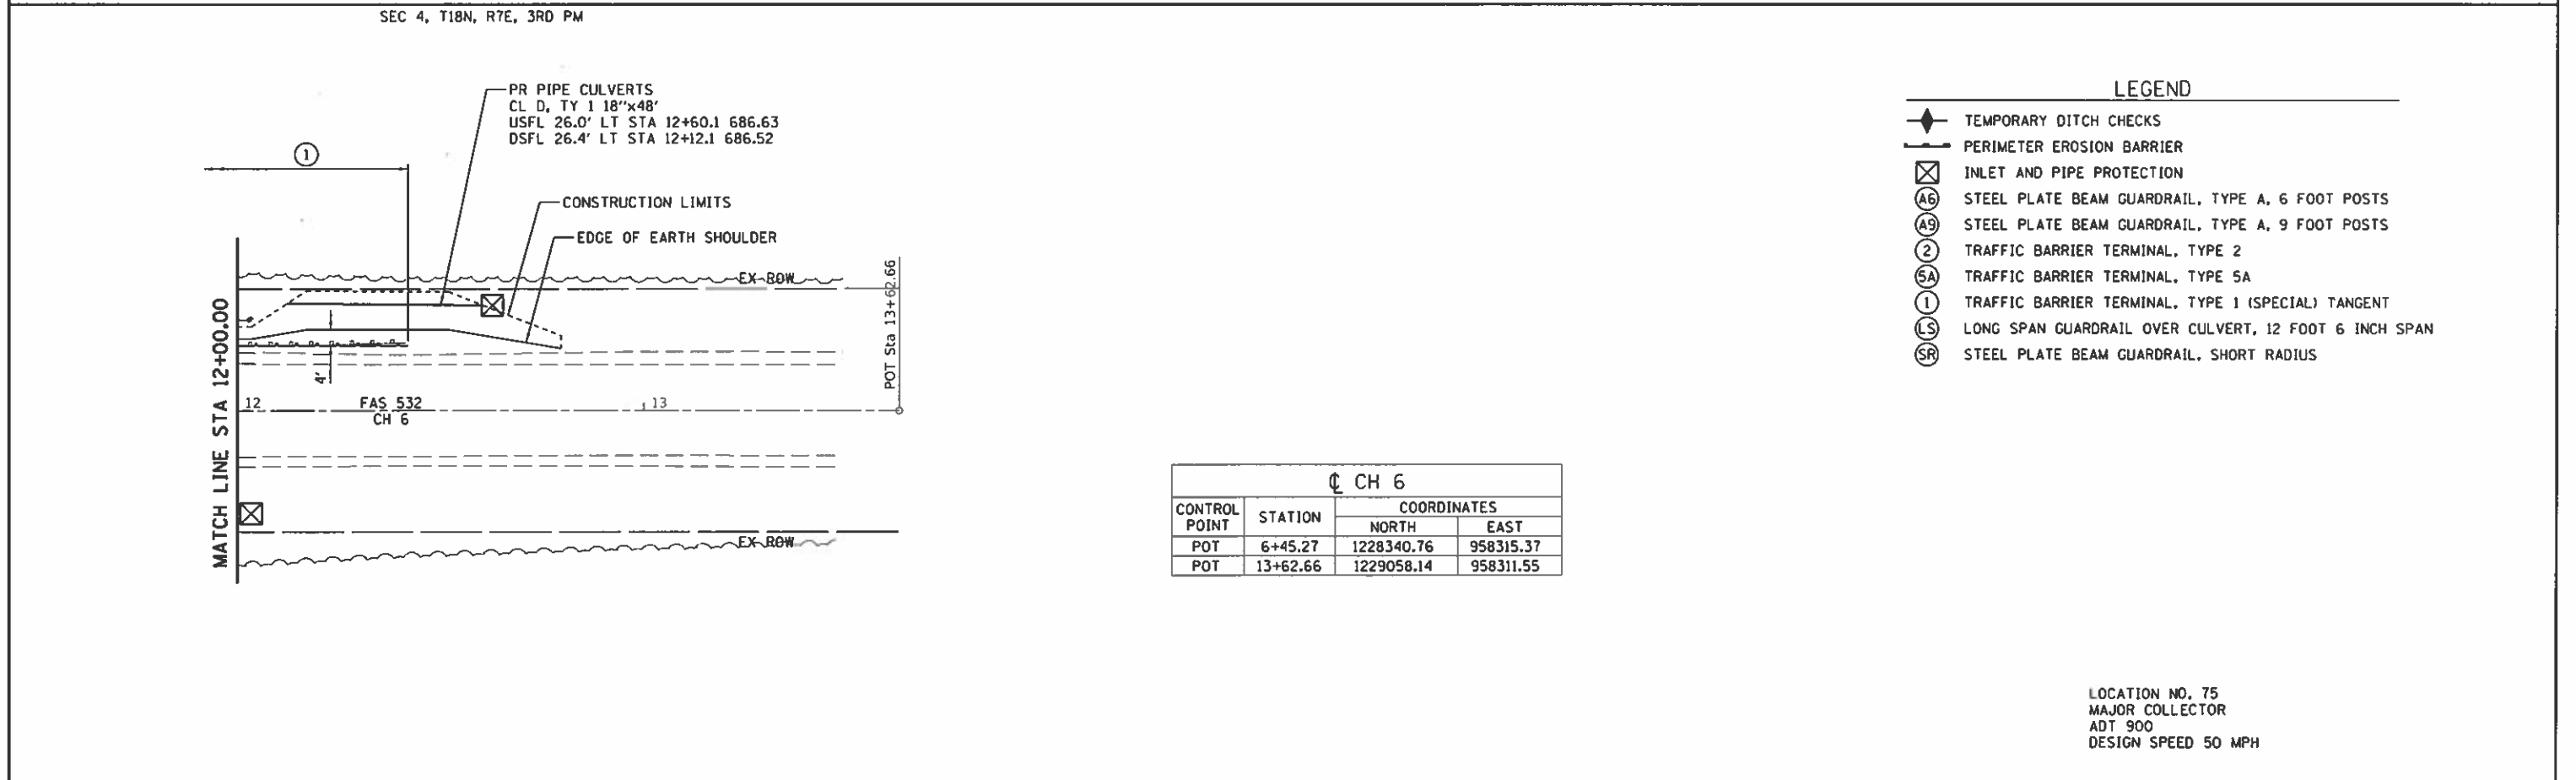 SEC 4, T18N, R7E, 3RD PM
PR PIPE CULVERTS
CL D, TY 1 18"x48'
USFL 26.0' LT STA 12+60.1 686.63
DSFL 26.4' LT STA 12+12.1 686.52
1
CONSTRUCTION LIMITS
EDGE OF EARTH SHOULDER
EX ROW
POT Sta 13+62.66
MATCH LINE STA 12+00.00
4'
12
FAS 532
13
CH 6
EX ROW
℄ CH 6
CONTROL POINT STATION COORDINATES
NORTH EAST
POT 6+45.27 1228340.76 958315.37
POT 13+62.66 1229058.14 958311.55
LEGEND
TEMPORARY DITCH CHECKS
PERIMETER EROSION BARRIER
INLET AND PIPE PROTECTION
A6 STEEL PLATE BEAM GUARDRAIL, TYPE A, 6 FOOT POSTS
A9 STEEL PLATE BEAM GUARDRAIL, TYPE A, 9 FOOT POSTS
2 TRAFFIC BARRIER TERMINAL, TYPE 2
5A TRAFFIC BARRIER TERMINAL, TYPE 5A
1 TRAFFIC BARRIER TERMINAL, TYPE 1 (SPECIAL) TANGENT
LS LONG SPAN GUARDRAIL OVER CULVERT, 12 FOOT 6 INCH SPAN
SR STEEL PLATE BEAM GUARDRAIL, SHORT RADIUS
LOCATION NO. 75
MAJOR COLLECTOR
ADT 900
DESIGN SPEED 50 MPH